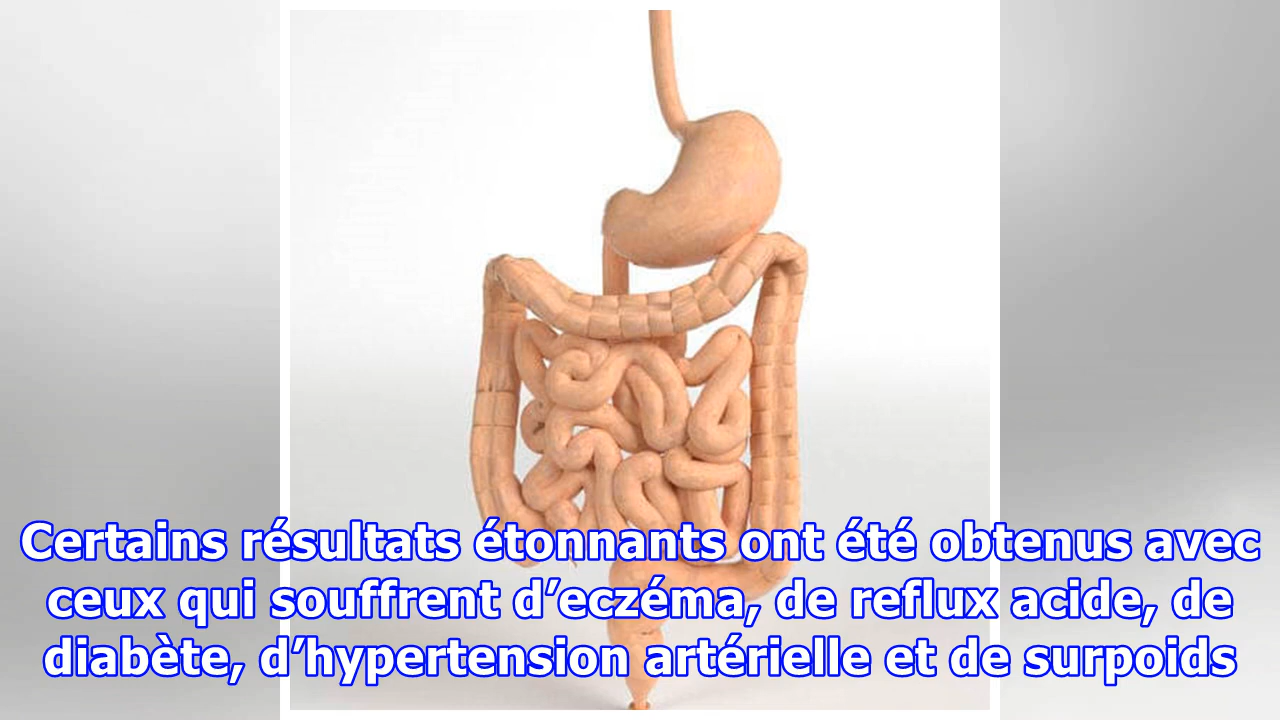 Certains résultats étonnants ont été obtenus avec
ceux qui souffrent d’eczéma, de reflux acide, de
diabète, d’hypertension artérielle et de surpoids